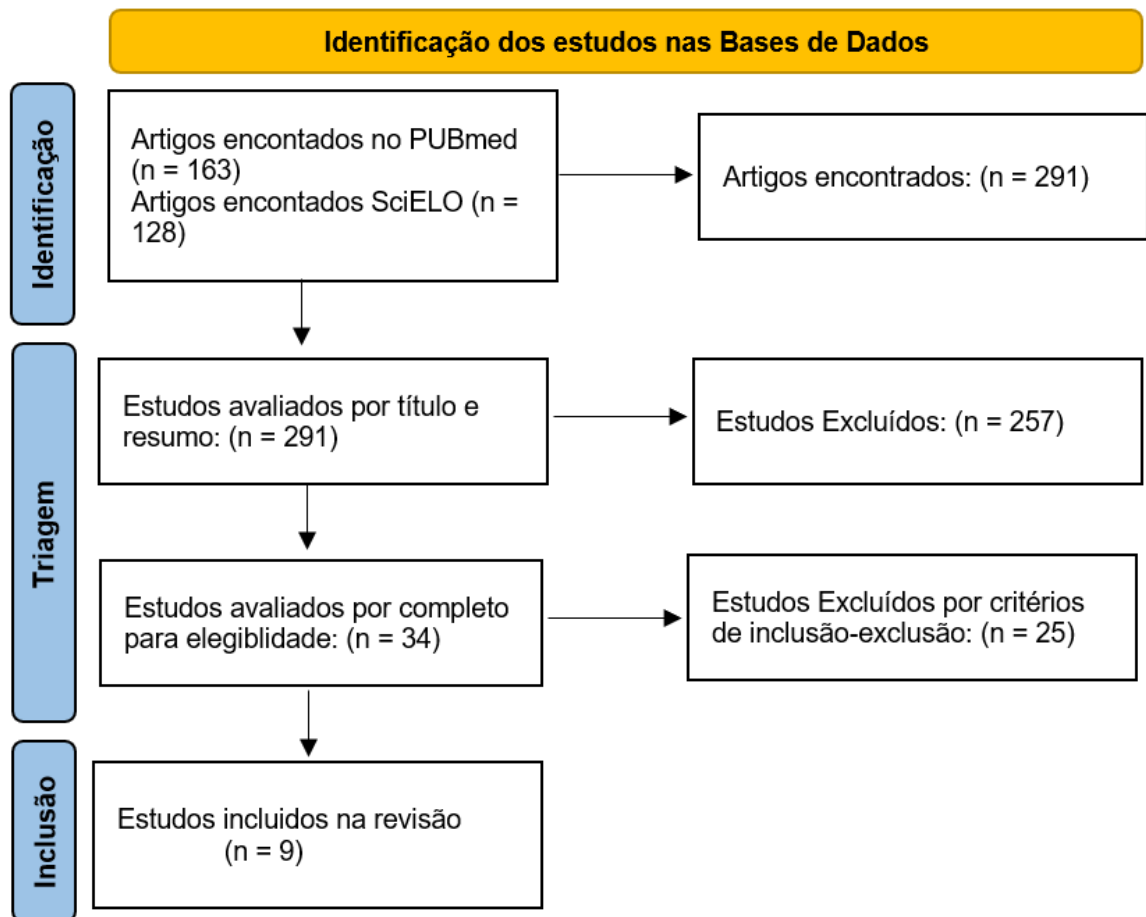 Identificação dos estudos nas Bases de Dados
Identificação
Artigos encontados no PUBmed
(n = 163)
Artigos encontados SciELO (n =
128)
Artigos encontrados: (n = 291)
Triagem
Estudos avaliados por título e
resumo: (n = 291)
Estudos Excluídos: (n = 257)
Estudos avaliados por completo
para elegiblidade: (n = 34)
Estudos Excluídos por critérios
de inclusão-exclusão: (n = 25)
Inclusão
Estudos incluidos na revisão
(n = 9)